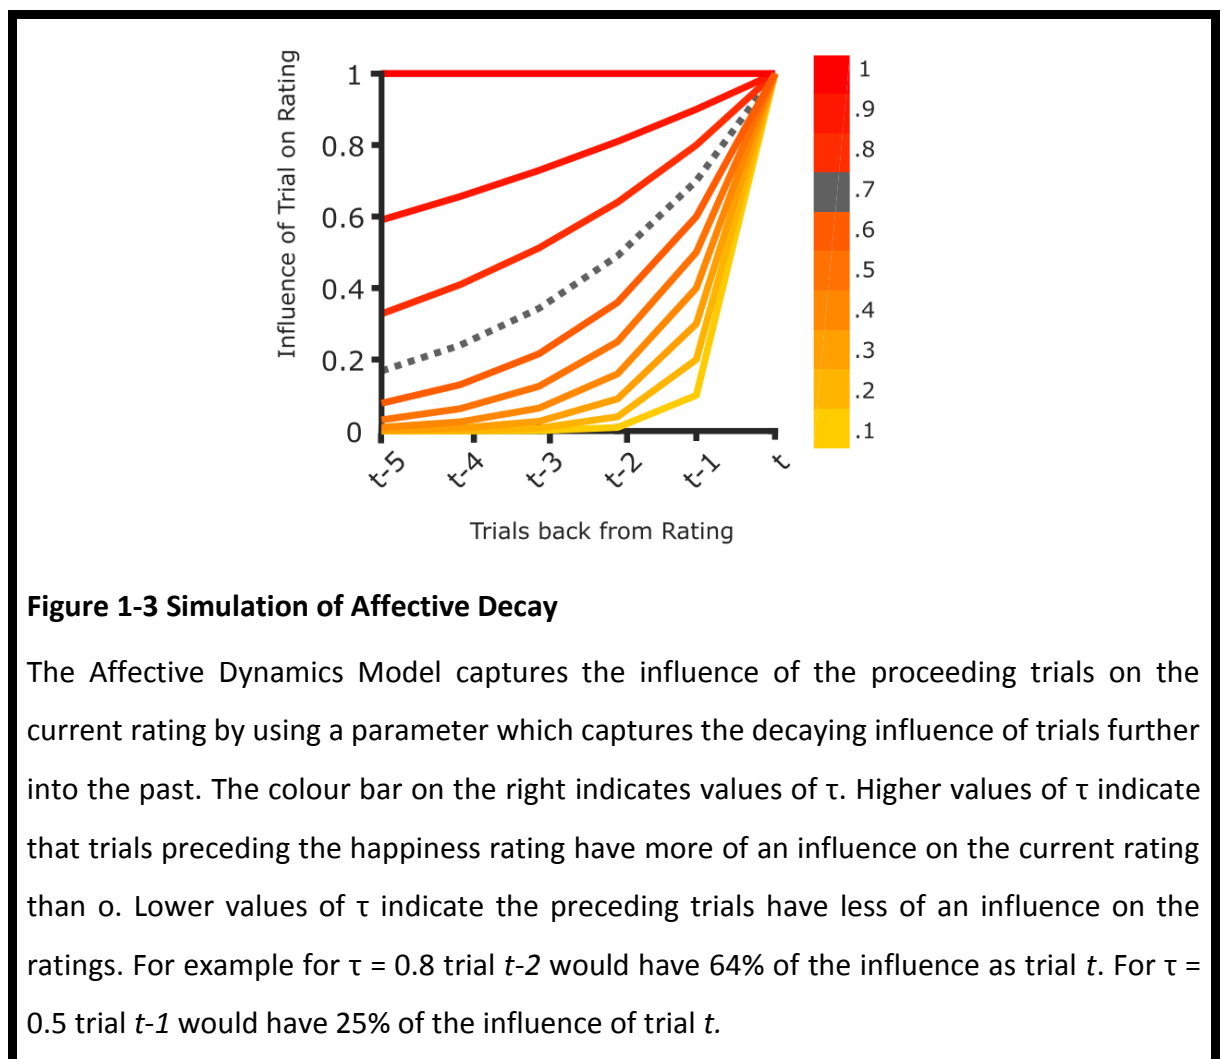 Influence of Trial on Rating
1
0.8
0.6
0.4
0.2
0
t-5
t-4
t-3
t-2
t-1
t
Trials back from Rating
1
.9
.8
.7
.6
.5
.4
.3
.2
.1
Figure 1-3 Simulation of Affective Decay
The Affective Dynamics Model captures the influence of the proceeding trials on the
current rating by using a parameter which captures the decaying influence of trials further
into the past. The colour bar on the right indicates values of τ. Higher values of τ indicate
that trials preceding the happiness rating have more of an influence on the current rating
than o. Lower values of τ indicate the preceding trials have less of an influence on the
ratings. For example for τ = 0.8 trial t-2 would have 64% of the influence as trial t. For τ =
0.5 trial t-1 would have 25% of the influence of trial t.